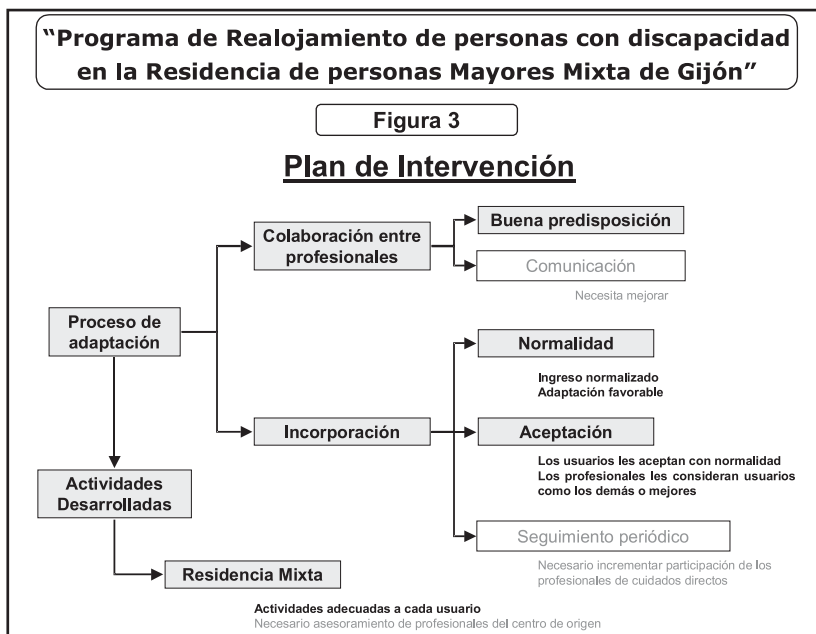 “Programa de Realojamiento de personas con discapacidad
en la Residencia de personas Mayores Mixta de Gijón”
Figura 3
Plan de Intervención
Colaboración entre
profesionales
Buena predisposición
Comunicación
Necesita mejorar
Proceso de
adaptación
Normalidad
Ingreso normalizado
Adaptación favorable
Incorporación
Aceptación
Los usuarios les aceptan con normalidad
Los profesionales les consideran usuarios
como los demás o mejores
Actividades
Desarrolladas
Seguimiento periódico
Necesario incrementar participación de los
profesionales de cuidados directos
Residencia Mixta
Actividades adecuadas a cada usuario
Necesario asesoramiento de profesionales del centro de origen